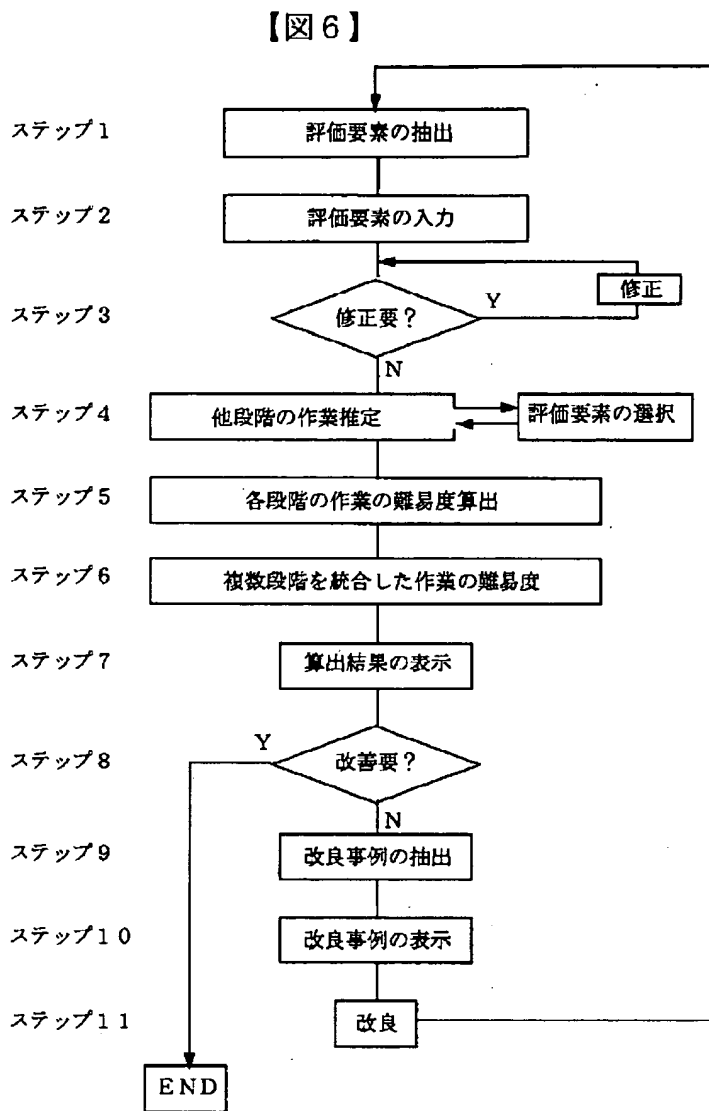 【図6】
ステップ1
評価要素の抽出
ステップ2
評価要素の入力
修正
ステップ3
修正要?
Y
N
ステップ4
他段階の作業推定
評価要素の選択
ステップ5
各段階の作業の難易度算出
ステップ6
複数段階を統合した作業の難易度
ステップ7
算出結果の表示
Y
ステップ8
改善要?
N
ステップ9
改良事例の抽出
ステップ10
改良事例の表示
ステップ11
改良
END